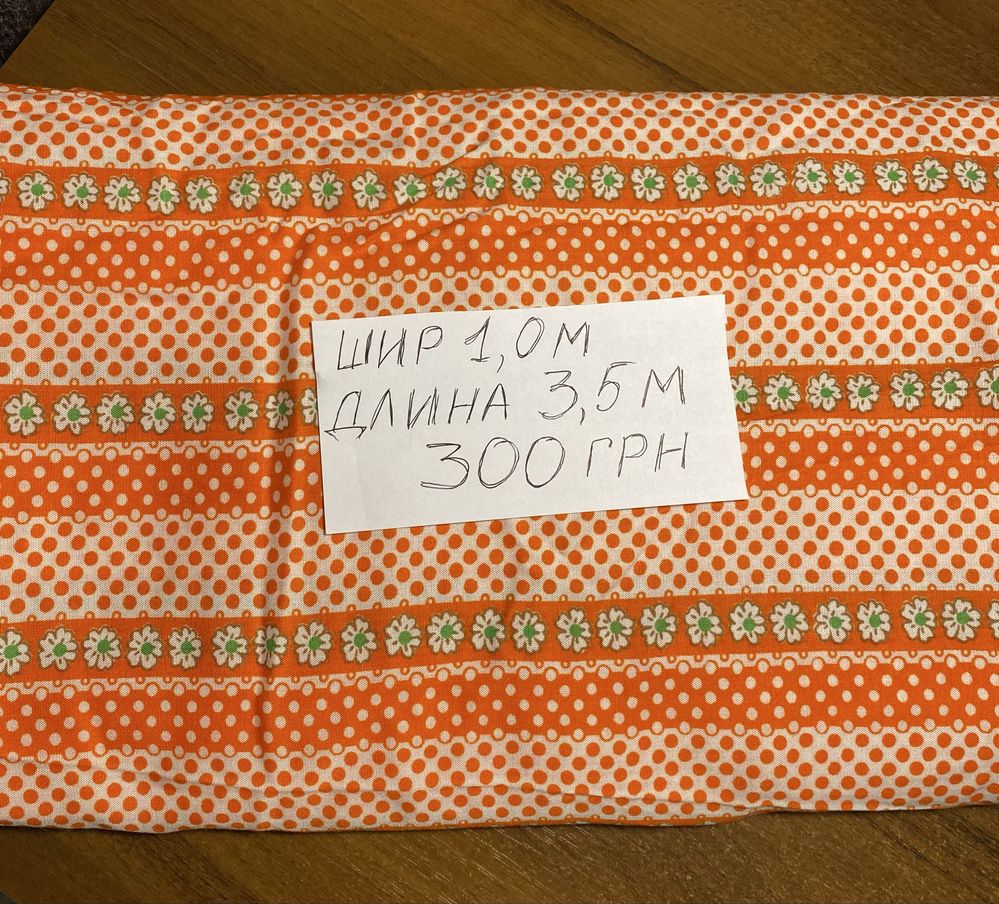 ШИР 1,0 М
ДЛИНА 3,5 М
300 ГРН